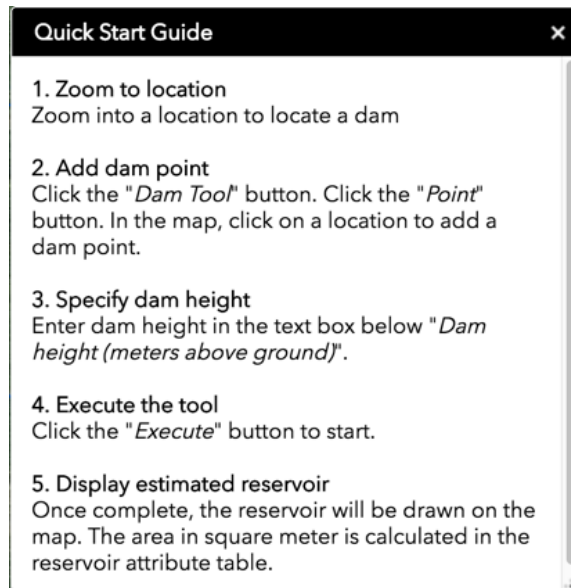 Quick Start Guide
1. Zoom to location
Zoom into a location to locate a dam
2. Add dam point
Click the "Dam Tool" button. Click the "Point"
button. In the map, click on a location to add a
dam point.
3. Specify dam height
Enter dam height in the text box below "Dam
height (meters above ground)".
4. Execute the tool
Click the "Execute" button to start.
5. Display estimated reservoir
Once complete, the reservoir will be drawn on the
map. The area in square meter is calculated in the
reservoir attribute table.